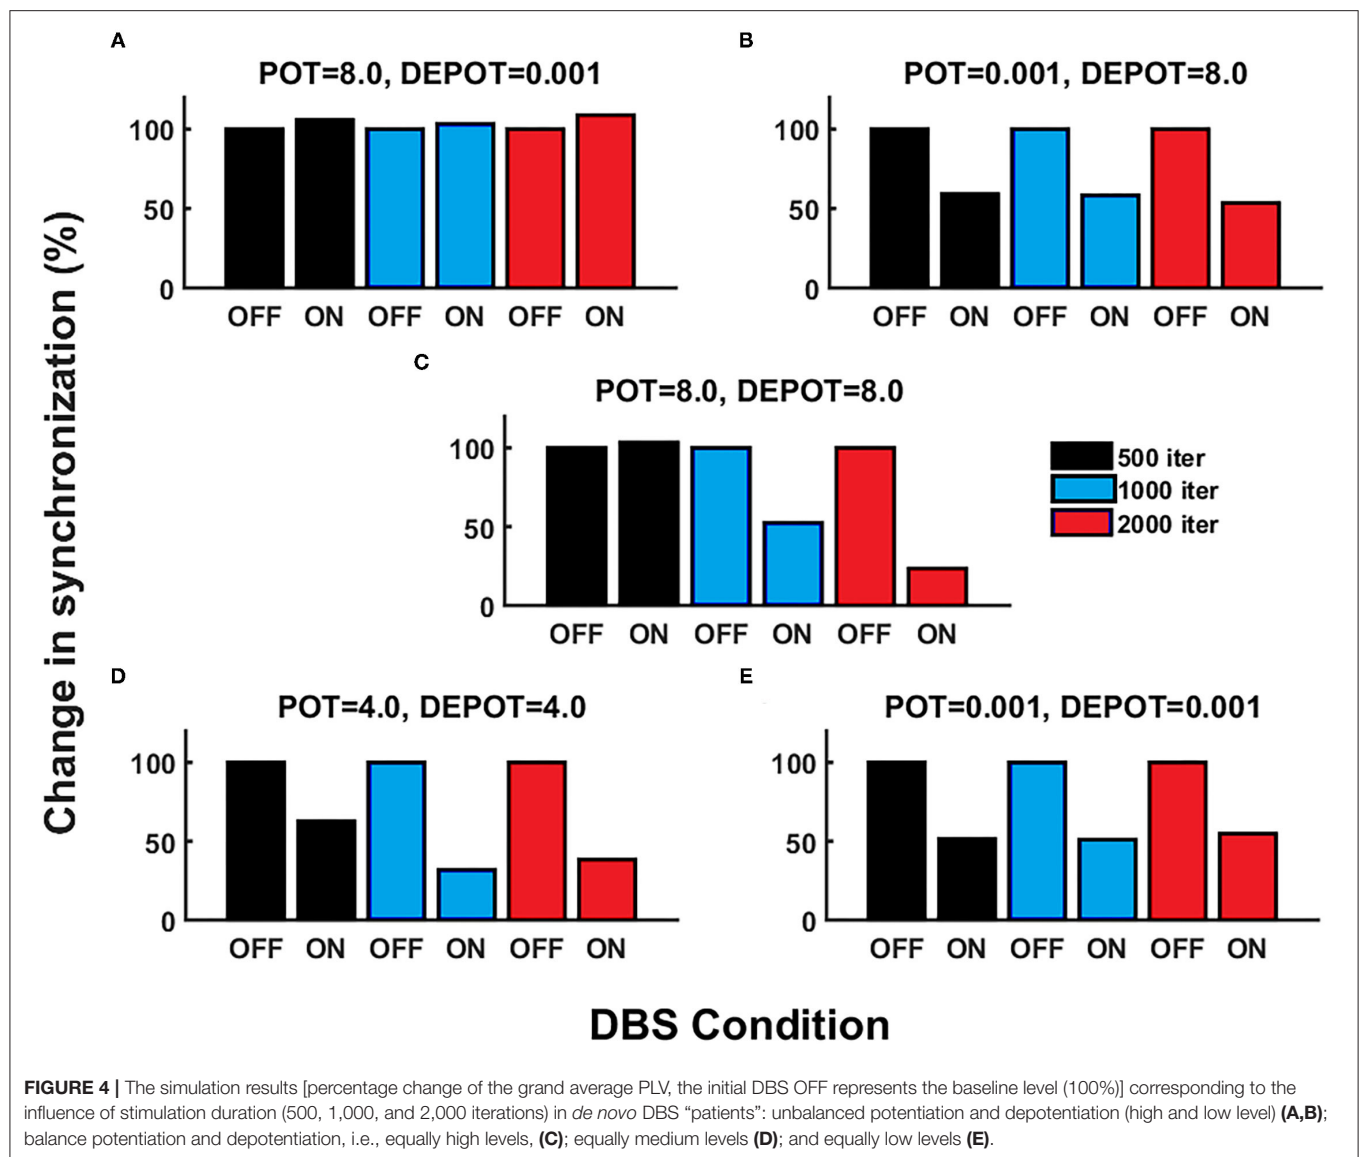 A
POT=8.0, DEPOT=0.001
100
50
0
OFF ON OFF ON OFF ON
B
POT=0.001, DEPOT=8.0
100
50
0
OFF ON OFF ON OFF ON
C
POT=8.0, DEPOT=8.0
100
50
0
OFF ON OFF ON OFF ON
500 iter
1000 iter
2000 iter
D
POT=4.0, DEPOT=4.0
100
50
0
OFF ON OFF ON OFF ON
E
POT=0.001, DEPOT=0.001
100
50
0
OFF ON OFF ON OFF ON
Change in synchronization (%)
DBS Condition
FIGURE 4 | The simulation results [percentage change of the grand average PLV, the initial DBS OFF represents the baseline level (100%)] corresponding to the
influence of stimulation duration (500, 1,000, and 2,000 iterations) in de novo DBS “patients”: unbalanced potentiation and depotentiation (high and low level) (A,B);
balance potentiation and depotentiation, i.e., equally high levels, (C); equally medium levels (D); and equally low levels (E).